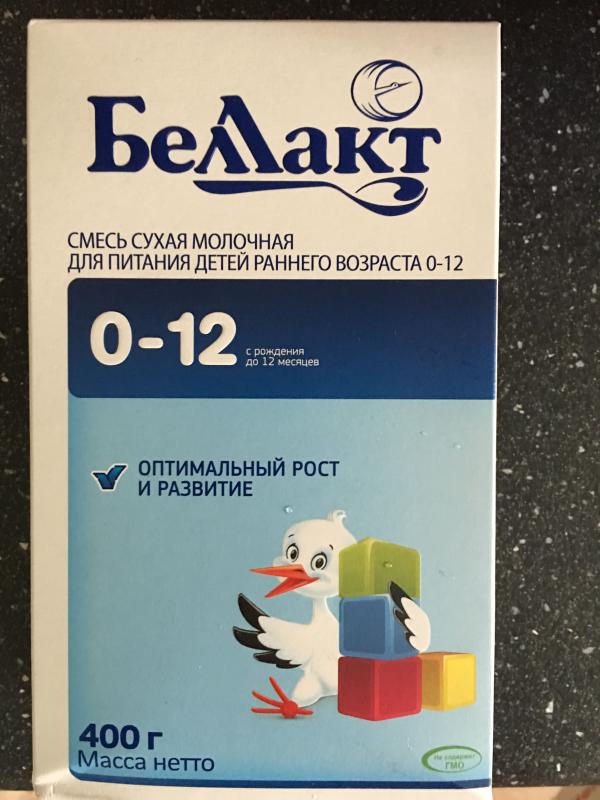 Беллакт
СМЕСЬ СУХАЯ МОЛОЧНАЯ
ДЛЯ ПИТАНИЯ ДЕТЕЙ РАННЕГО ВОЗРАСТА 0-12
0-12
с рождения
до 12 месяцев
ОПТИМАЛЬНЫЙ РОСТ
И РАЗВИТИЕ
400 г
Масса нетто
Не содержит
ГМО